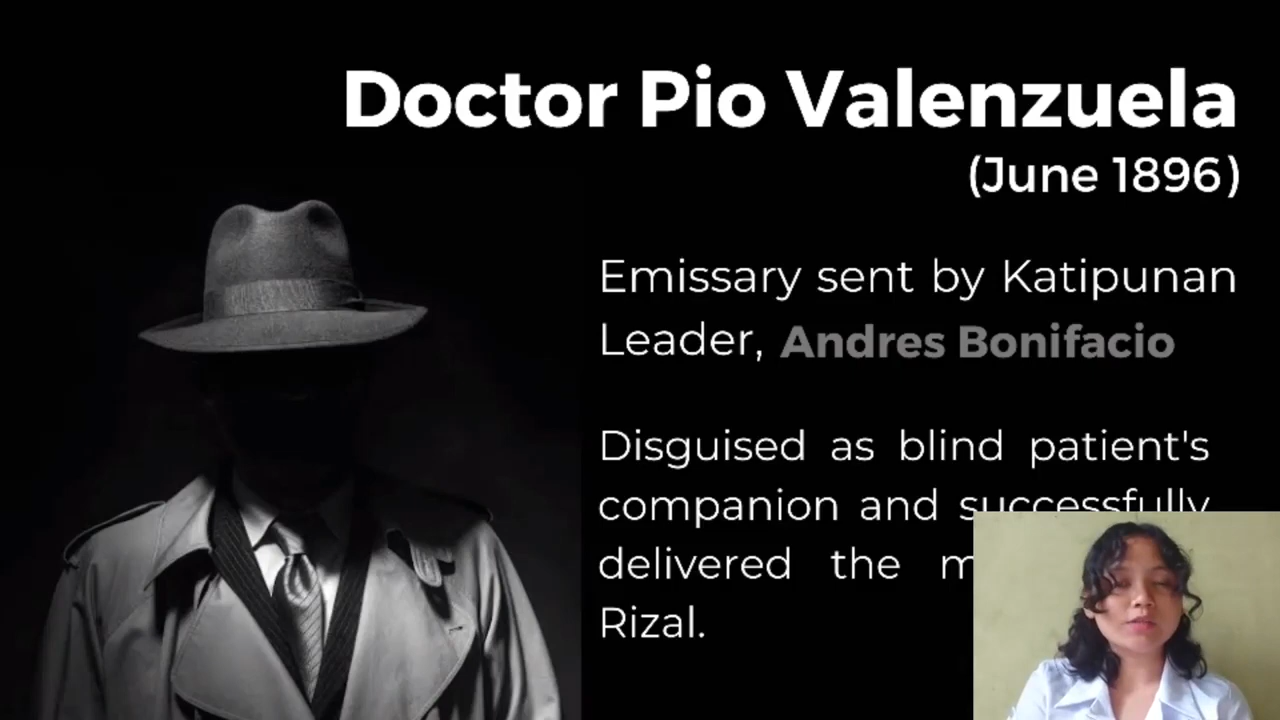 Doctor Pio Valenzuela
(June 1896)
Emissary sent by Katipunan
Leader, Andres Bonifacio
Disguised as blind patient's
companion and successfully
delivered the
Rizal.